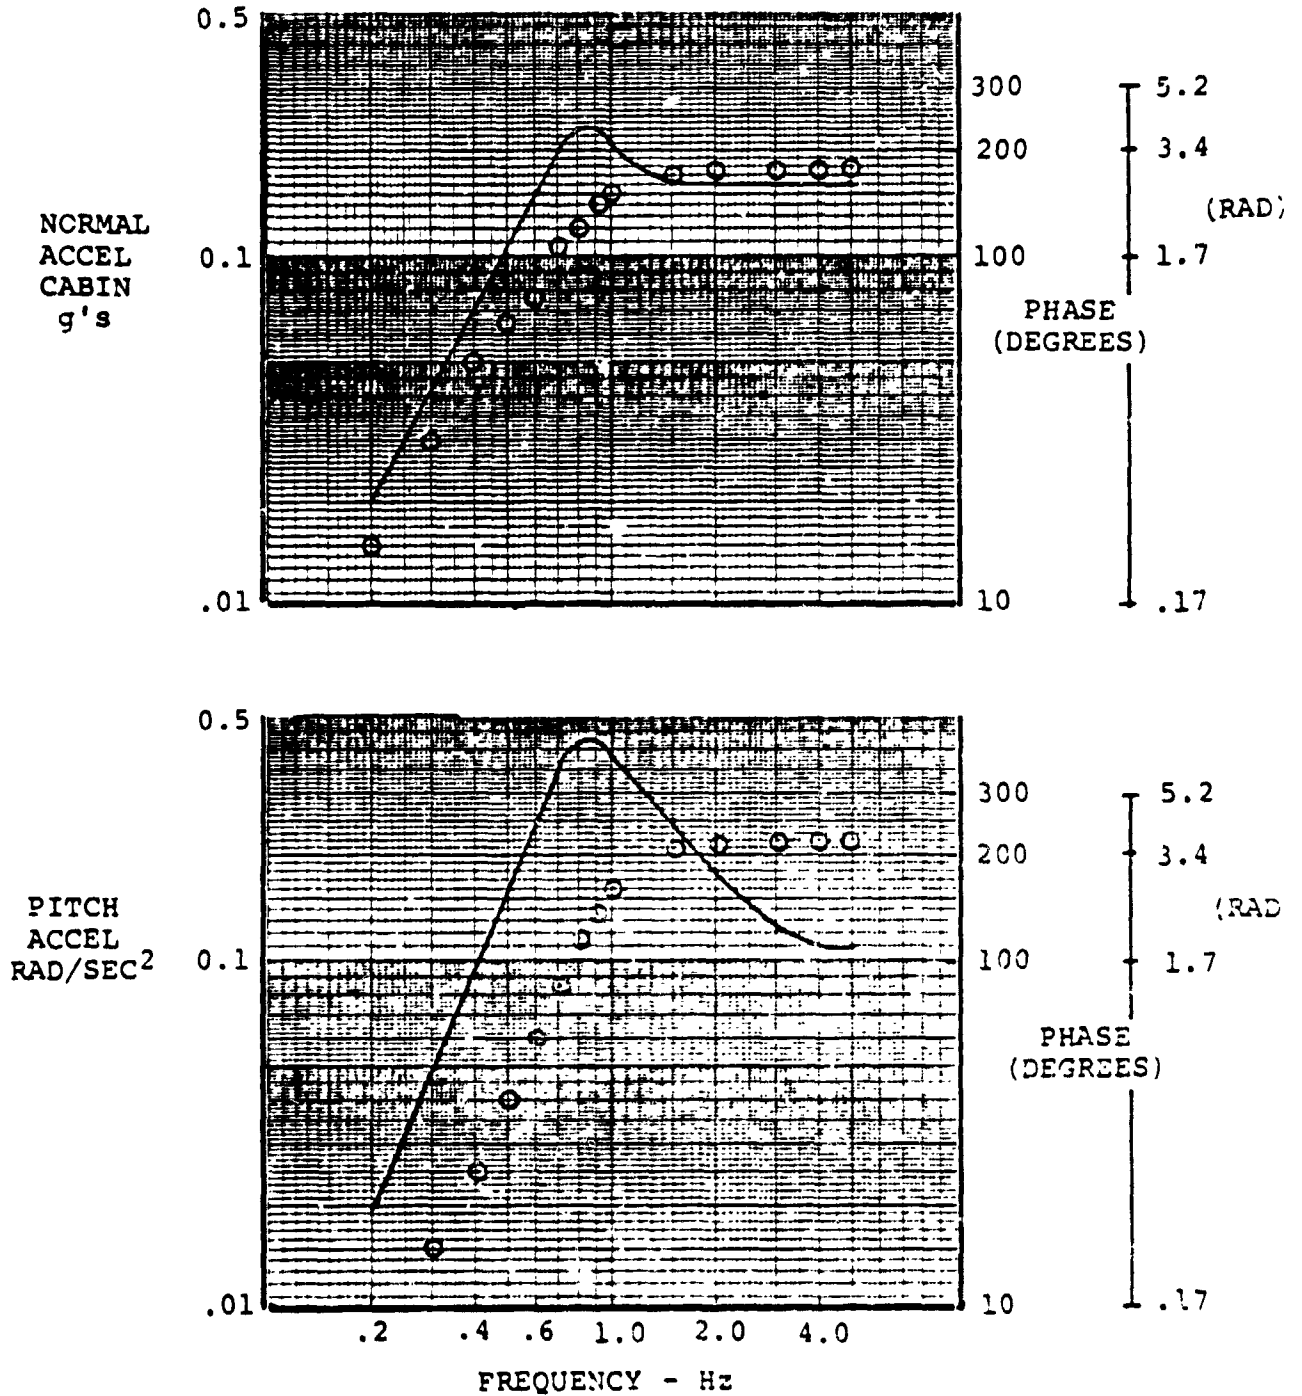 0.5
300
5.2
200
3.4
(RAD)
NORMAL
ACCEL
CABIN
g's
0.1
100
1.7
PHASE
(DEGREES)
.01
10
.17
0.5
300
5.2
200
3.4
(RAD
PITCH
ACCEL
RAD/SEC²
0.1
100
1.7
PHASE
(DEGREES)
.01
10
.17
.2 .4 .6 1.0 2.0 4.0
FREQUENCY - Hz